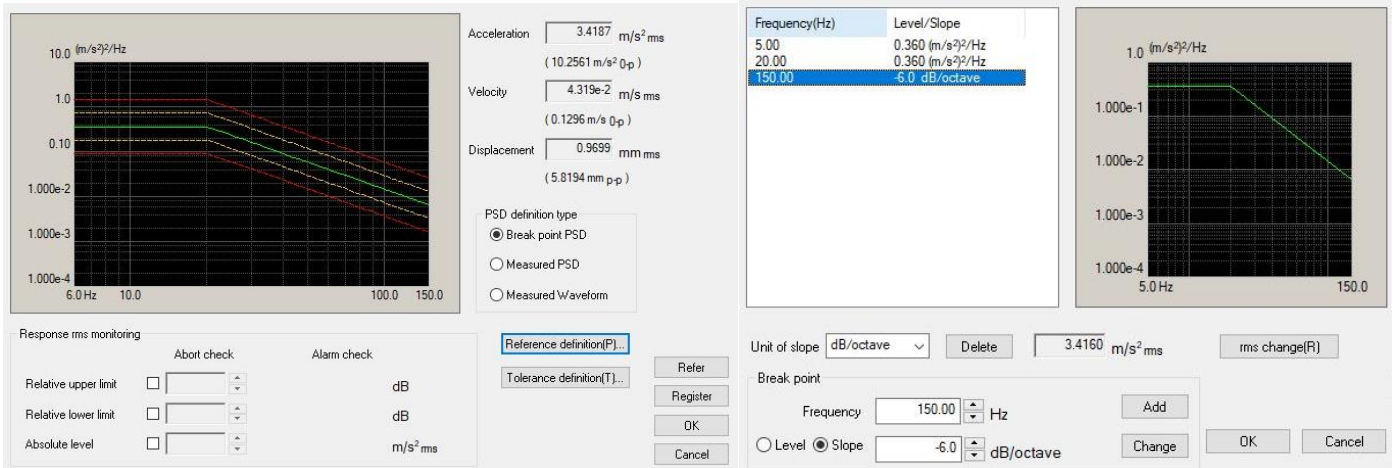 10.0 (m/s²)²/Hz
1.0
0.10
1.000e-2
1.000e-3
1.000e-4
6.0 Hz 10.0 100.0 150.0
Acceleration 3.4187 m/s² rms
( 10.2561 m/s² 0-p )
Velocity 4.319e-2 m/s rms
( 0.1296 m/s 0-p )
Displacement 0.9699 mm rms
( 5.8194 mm p-p )
PSD definition type
Break point PSD
Measured PSD
Measured Waveform
Response rms monitoring
Abort check Alarm check
Relative upper limit dB
Relative lower limit dB
Absolute level m/s² rms
Reference definition(P)...
Tolerance definition(T)...
Refer
Register
OK
Cancel
Frequency(Hz) Level/Slope
5.00 0.360 (m/s²)²/Hz
20.00 0.360 (m/s²)²/Hz
150.00 -6.0 dB/octave
1.0 (m/s²)²/Hz
1.000e-1
1.000e-2
1.000e-3
1.000e-4
5.0 Hz 150.0
Unit of slope dB/octave Delete 3.4160 m/s² rms rms change(R)
Break point
Frequency 150.00 Hz Add
Level Slope -6.0 dB/octave Change OK Cancel